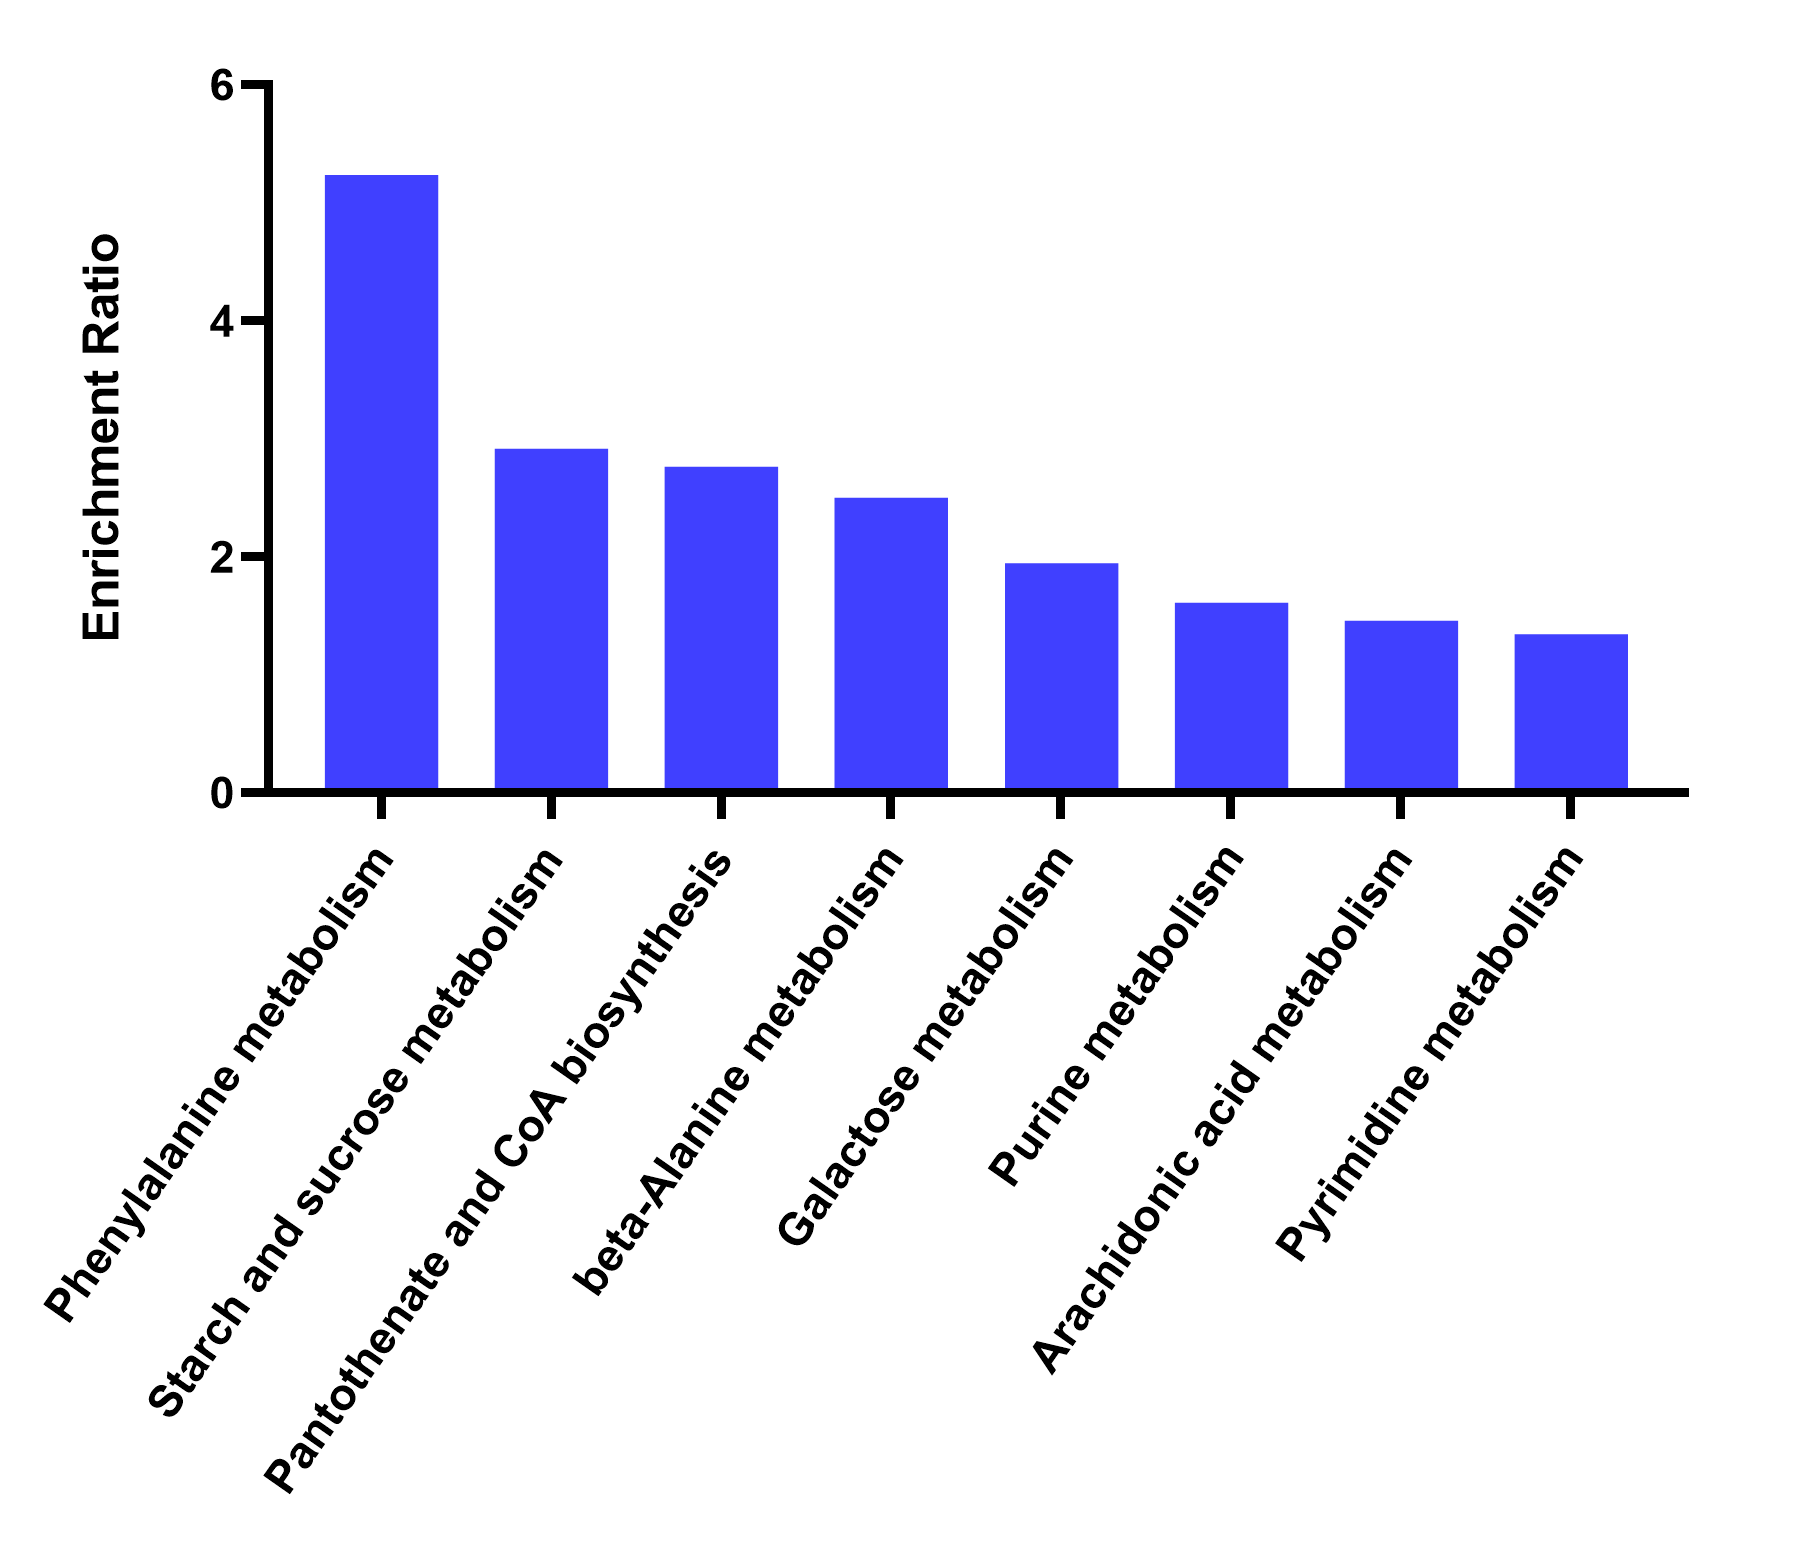 Enrichment Ratio
6
4
2
0
Phenylalanine metabolism
Starch and sucrose metabolism
Pantothenate and CoA biosynthesis
beta-Alanine metabolism
Galactose metabolism
Purine metabolism
Arachidonic acid metabolism
Pyrimidine metabolism